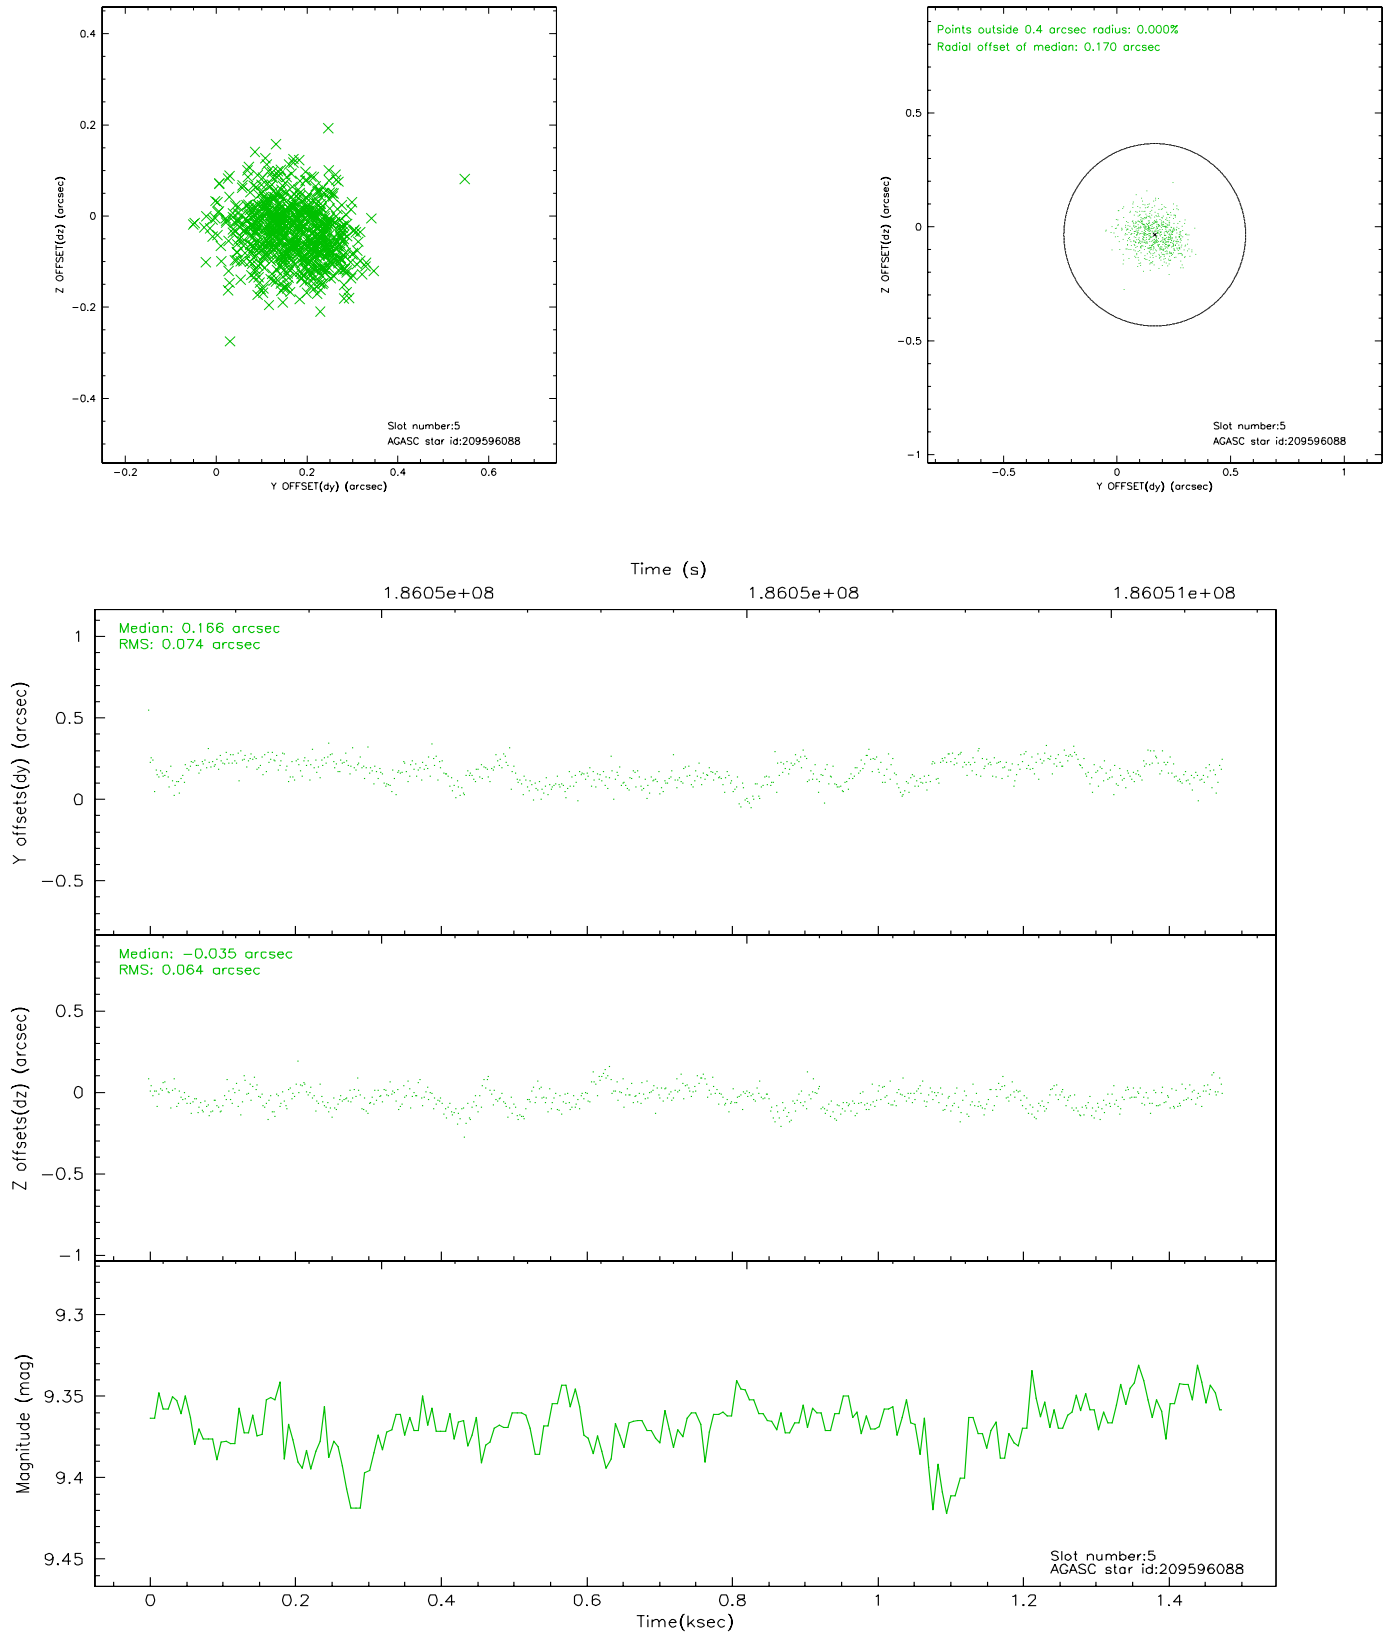 0.4
0.2
0
−0.2
−0.4
Z OFFSET(dz) (arcsec)
Slot number:5
AGASC star id:209596088
−0.2
0
0.2
0.4
0.6
Y OFFSET(dy) (arcsec)
Points outside 0.4 arcsec radius: 0.000%
Radial offset of median: 0.170 arcsec
0.5
0
−0.5
−1
Z OFFSET(dz) (arcsec)
Slot number:5
AGASC star id:209596088
−0.5
0
0.5
1
Y OFFSET(dy) (arcsec)
Time (s)
1.8605e+08
1.8605e+08
1.86051e+08
Median: 0.166 arcsec
RMS: 0.074 arcsec
1
0.5
0
−0.5
Y offsets(dy) (arcsec)
Median: −0.035 arcsec
RMS: 0.064 arcsec
0.5
0
−0.5
−1
Z offsets(dz) (arcsec)
9.3
9.35
9.4
9.45
Magnitude (mag)
Slot number:5
AGASC star id:209596088
0
0.2
0.4
0.6
0.8
1
1.2
1.4
Time(ksec)